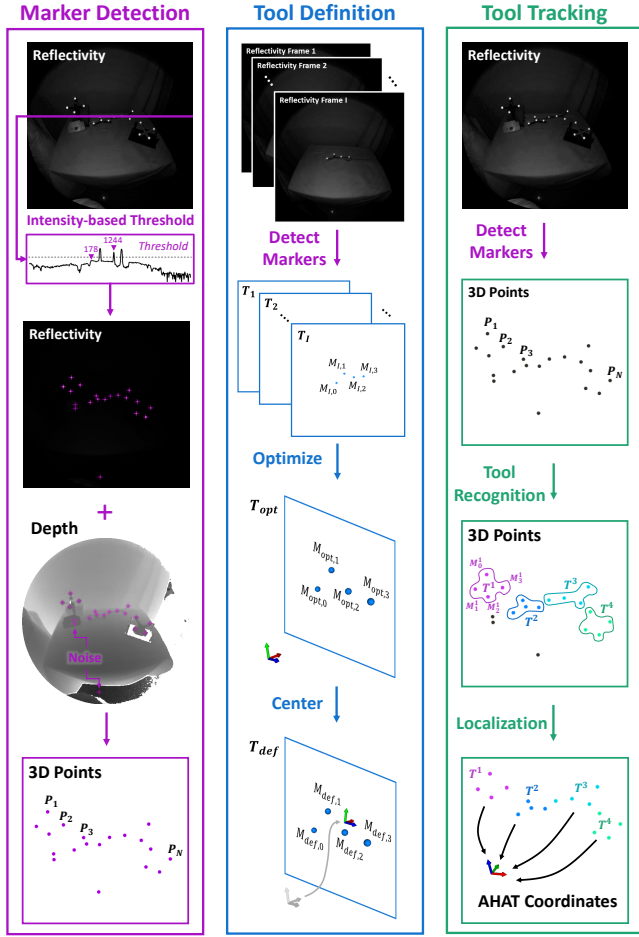 Marker Detection
Reflectivity
Intensity-based Threshold
178
1244
Threshold
Reflectivity
+
Depth
Noise
3D Points
P1
P2
P3
PN
Tool Definition
Reflectivity Frame 1
Reflectivity Frame 2
Reflectivity Frame I
Detect
Markers
T1
T2
TI
MI,1
MI,3
MI,0
MI,2
Optimize
Topt
Mopt,1
Mopt,3
Mopt,0
Mopt,2
Center
Tdef
Mdef,1
Mdef,3
Mdef,0
Mdef,2
Tool Tracking
Reflectivity
Detect
Markers
3D Points
P1
P2
P3
PN
Tool
Recognition
3D Points
M¹0
M¹3
T¹
T³
M¹1
M¹2
T²
T⁴
Localization
T¹
T²
T³
T⁴
AHAT Coordinates